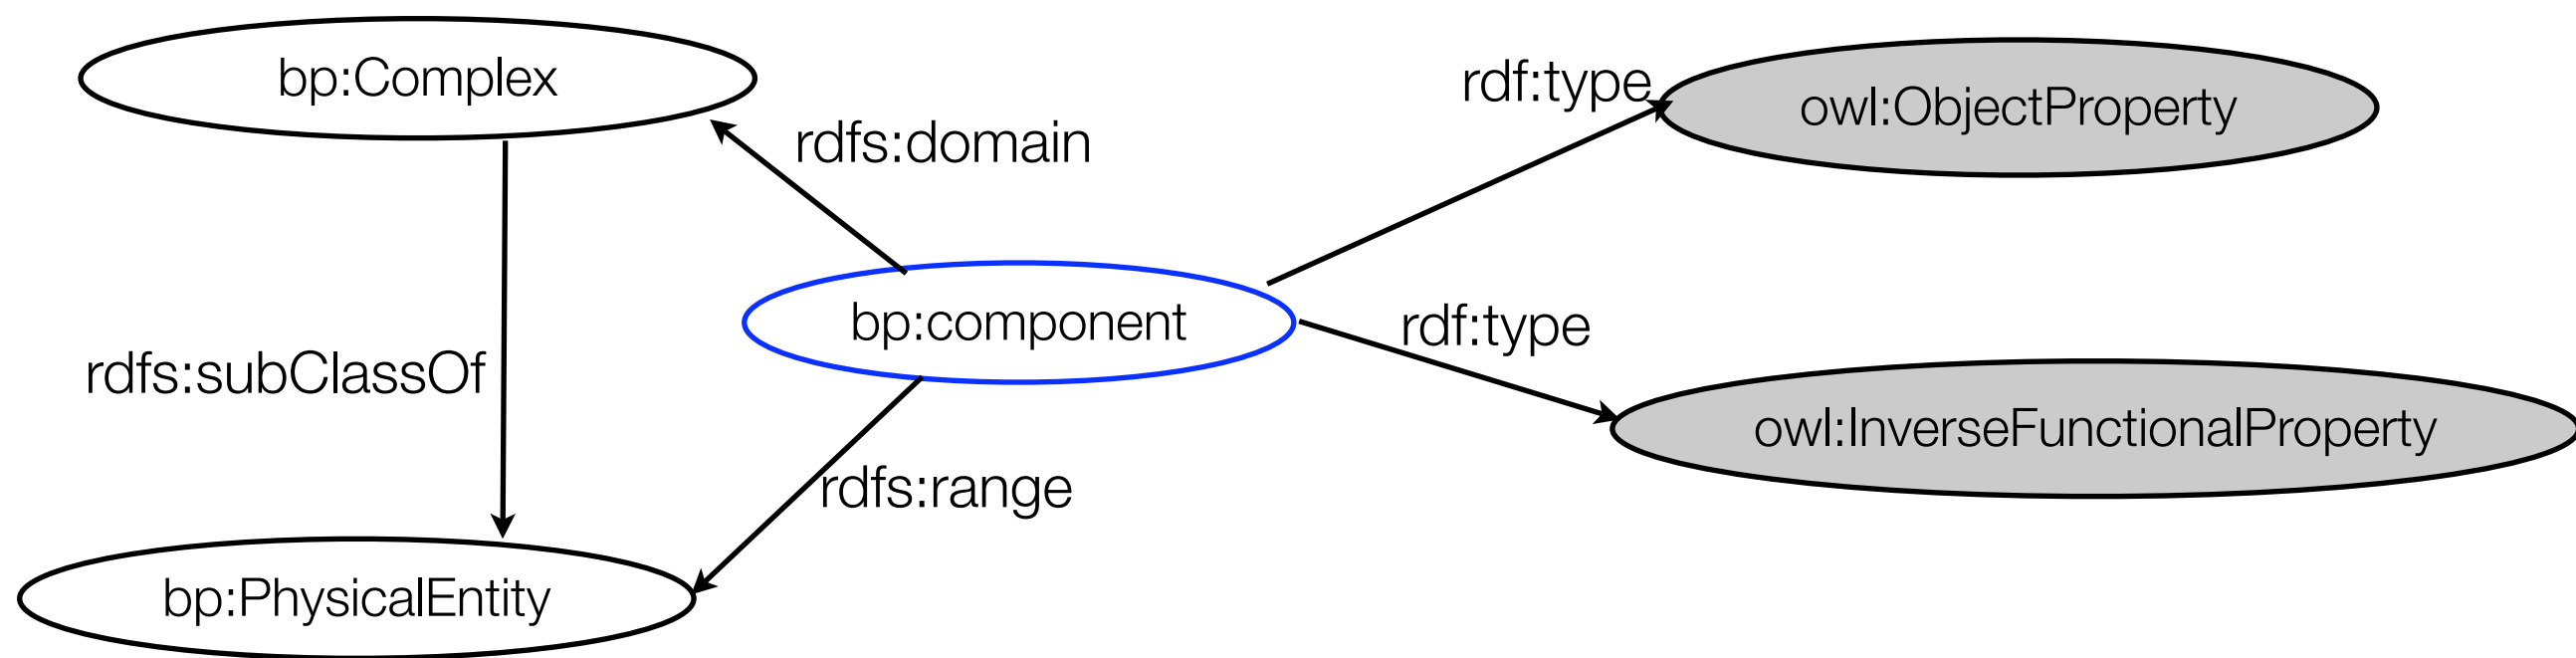 bp:Complex
rdf:type
owl:ObjectProperty
rdfs:domain
bp:component
rdf:type
rdfs:subClassOf
owl:InverseFunctionalProperty
rdfs:range
bp:PhysicalEntity